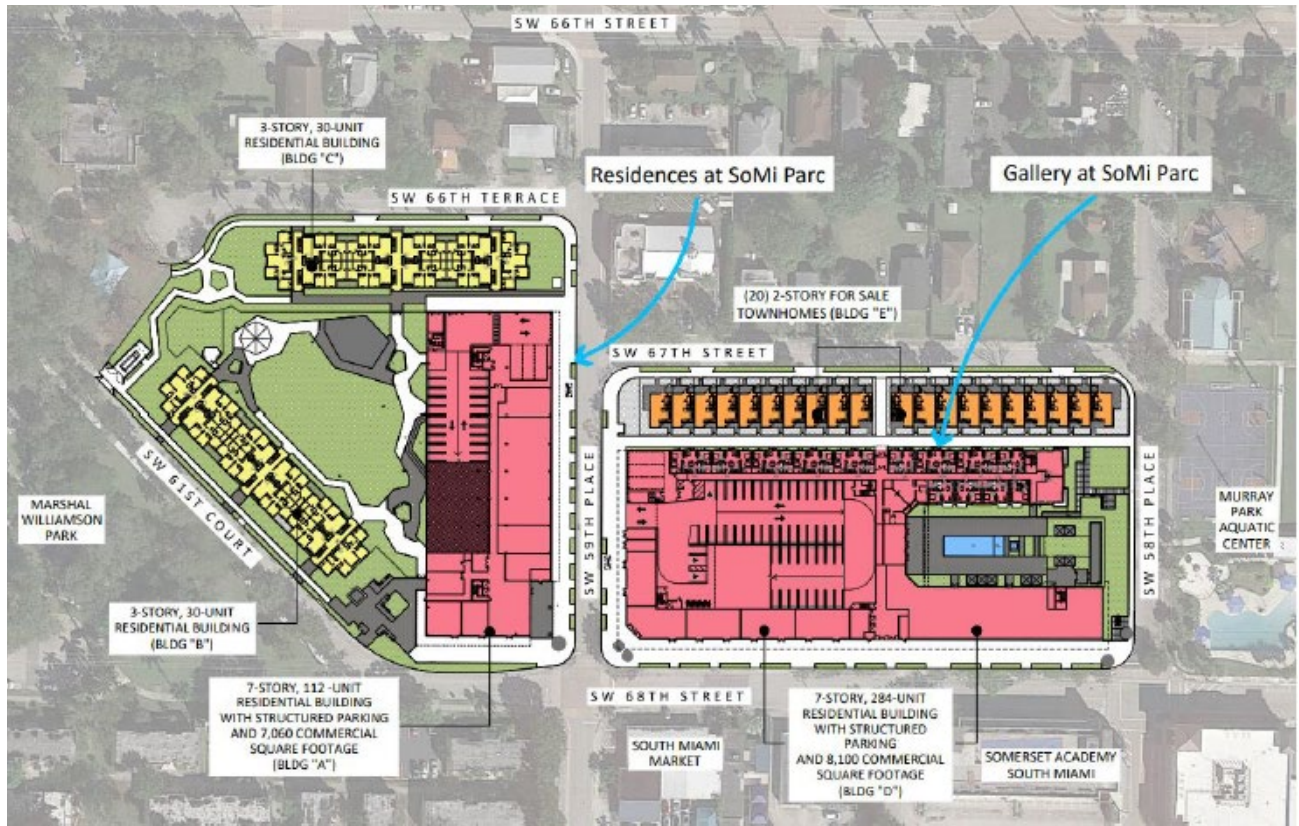 SW 66TH STREET
3-STORY, 30-UNIT
RESIDENTIAL BUILDING
(BLDG "C")
Residences at SoMi Parc
Gallery at SoMi Parc
SW 66TH TERRACE
(20) 2-STORY FOR SALE
TOWNHOMES (BLDG "E")
SW 67TH STREET
MARSHAL
WILLIAMSON
PARK
SW 61ST COURT
SW 59TH PLACE
SW 58TH PLACE
MURRAY
PARK
AQUATIC
CENTER
3-STORY, 30-UNIT
RESIDENTIAL BUILDING
(BLDG "B")
7-STORY, 112 -UNIT
RESIDENTIAL BUILDING
WITH STRUCTURED PARKING
AND 7,060 COMMERCIAL
SQUARE FOOTAGE
(BLDG "A")
SW 68TH STREET
SOUTH MIAMI
MARKET
7-STORY, 284-UNIT
RESIDENTIAL BUILDING
WITH STRUCTURED
PARKING
AND 8,100 COMMERCIAL
SQUARE FOOTAGE
(BLDG "D")
SOMERSET ACADEMY
SOUTH MIAMI